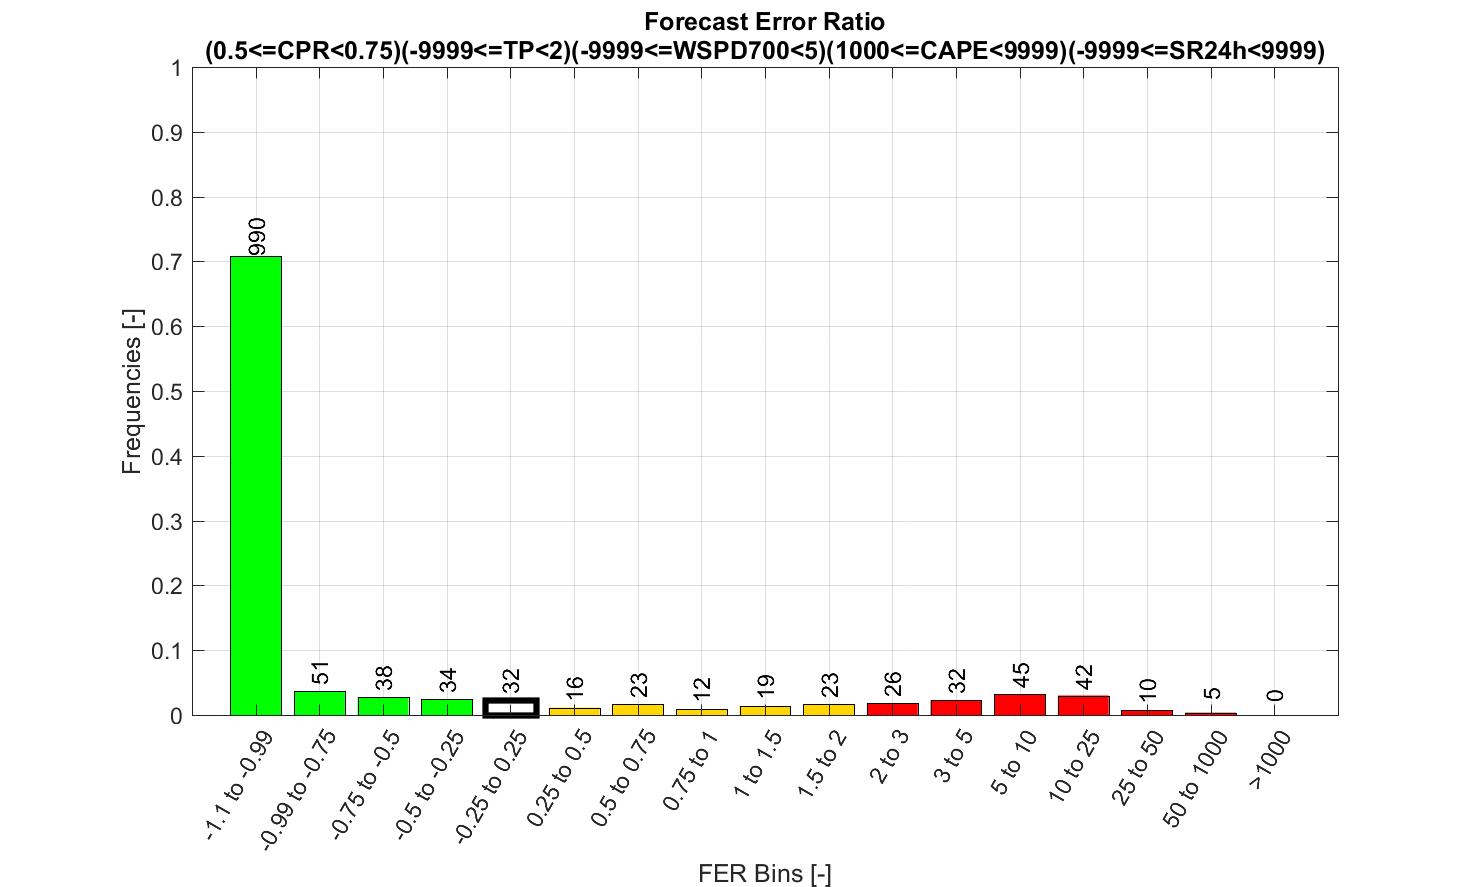 Forecast Error Ratio
(0.5<=CPR<0.75)(-9999<=TP<2)(-9999<=WSPD700<5)(1000<=CAPE<9999)(-9999<=SR24h<9999)
1
0.9
0.8
0.7
0.6
0.5
0.4
0.3
0.2
0.1
0
Frequencies [-]
990
51
38
34
32
16
23
12
19
23
26
32
45
42
10
5
0
-1.1 to -0.99
-0.99 to -0.75
-0.75 to -0.5
-0.5 to -0.25
-0.25 to 0.25
0.25 to 0.5
0.5 to 0.75
0.75 to 1
1 to 1.5
1.5 to 2
2 to 3
3 to 5
5 to 10
10 to 25
25 to 50
50 to 1000
>1000
FER Bins [-]